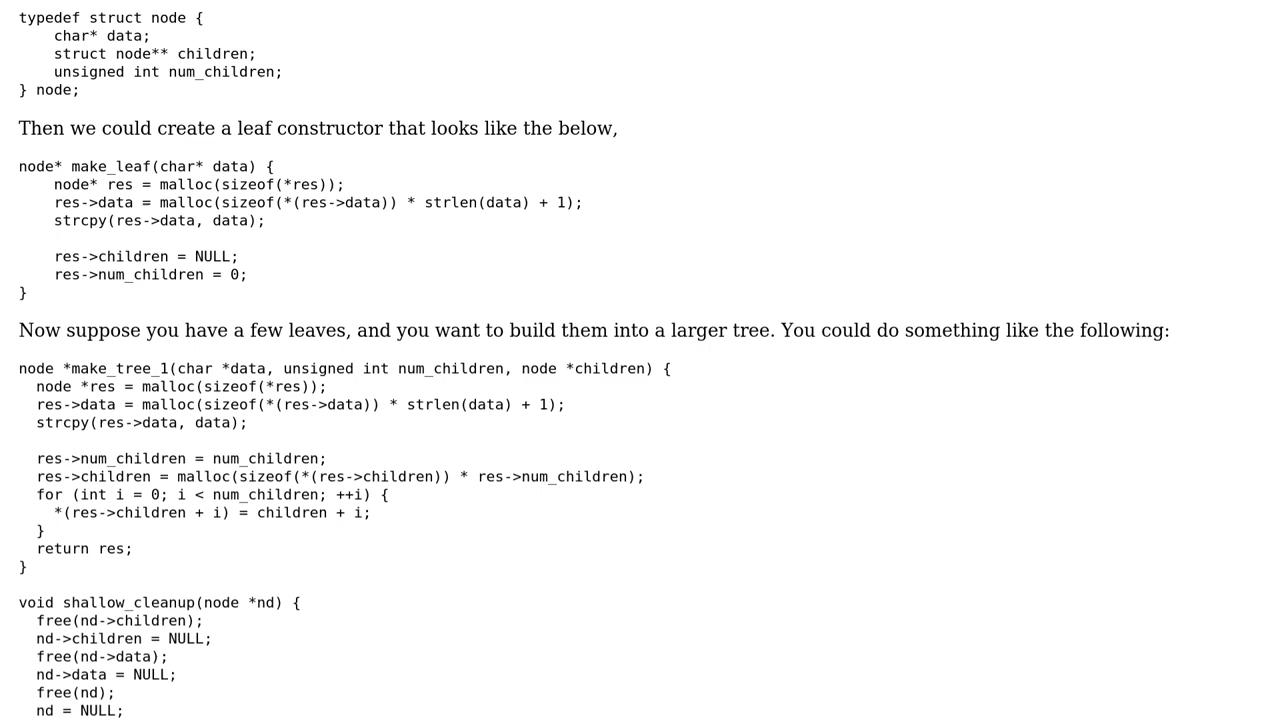 typedef struct node {
    char* data;
    struct node** children;
    unsigned int num_children;
} node;
Then we could create a leaf constructor that looks like the below,
node* make_leaf(char* data) {
    node* res = malloc(sizeof(*res));
    res->data = malloc(sizeof(*(res->data)) * strlen(data) + 1);
    strcpy(res->data, data);

    res->children = NULL;
    res->num_children = 0;
}
Now suppose you have a few leaves, and you want to build them into a larger tree. You could do something like the following:
node *make_tree_1(char *data, unsigned int num_children, node *children) {
  node *res = malloc(sizeof(*res));
  res->data = malloc(sizeof(*(res->data)) * strlen(data) + 1);
  strcpy(res->data, data);

  res->num_children = num_children;
  res->children = malloc(sizeof(*(res->children)) * res->num_children);
  for (int i = 0; i < num_children; ++i) {
    *(res->children + i) = children + i;
  }
  return res;
}

void shallow_cleanup(node *nd) {
  free(nd->children);
  nd->children = NULL;
  free(nd->data);
  nd->data = NULL;
  free(nd);
  nd = NULL;